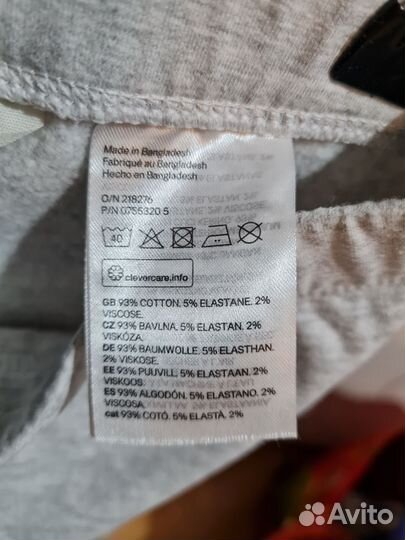 Made in Bangladesh
Fabriqué au Bangladesh
Hecho en Bangladesh
O/N 218276
P/N 0755320 5
40
clevercare.info
GB 93% COTTON. 5% ELASTANE. 2%
VISCOSE.
CZ 93% BAVLNA. 5% ELASTAN. 2%
VISKÓZA.
DE 93% BAUMWOLLE. 5% ELASTHAN.
2% VISKOSE.
EE 93% PUUVILL. 5% ELASTAAN. 2%
VISKOOS.
ES 93% ALGODÓN. 5% ELASTANO. 2%
VISCOSA.
cat 93% COTÓ. 5% ELASTÀ. 2%
Avito